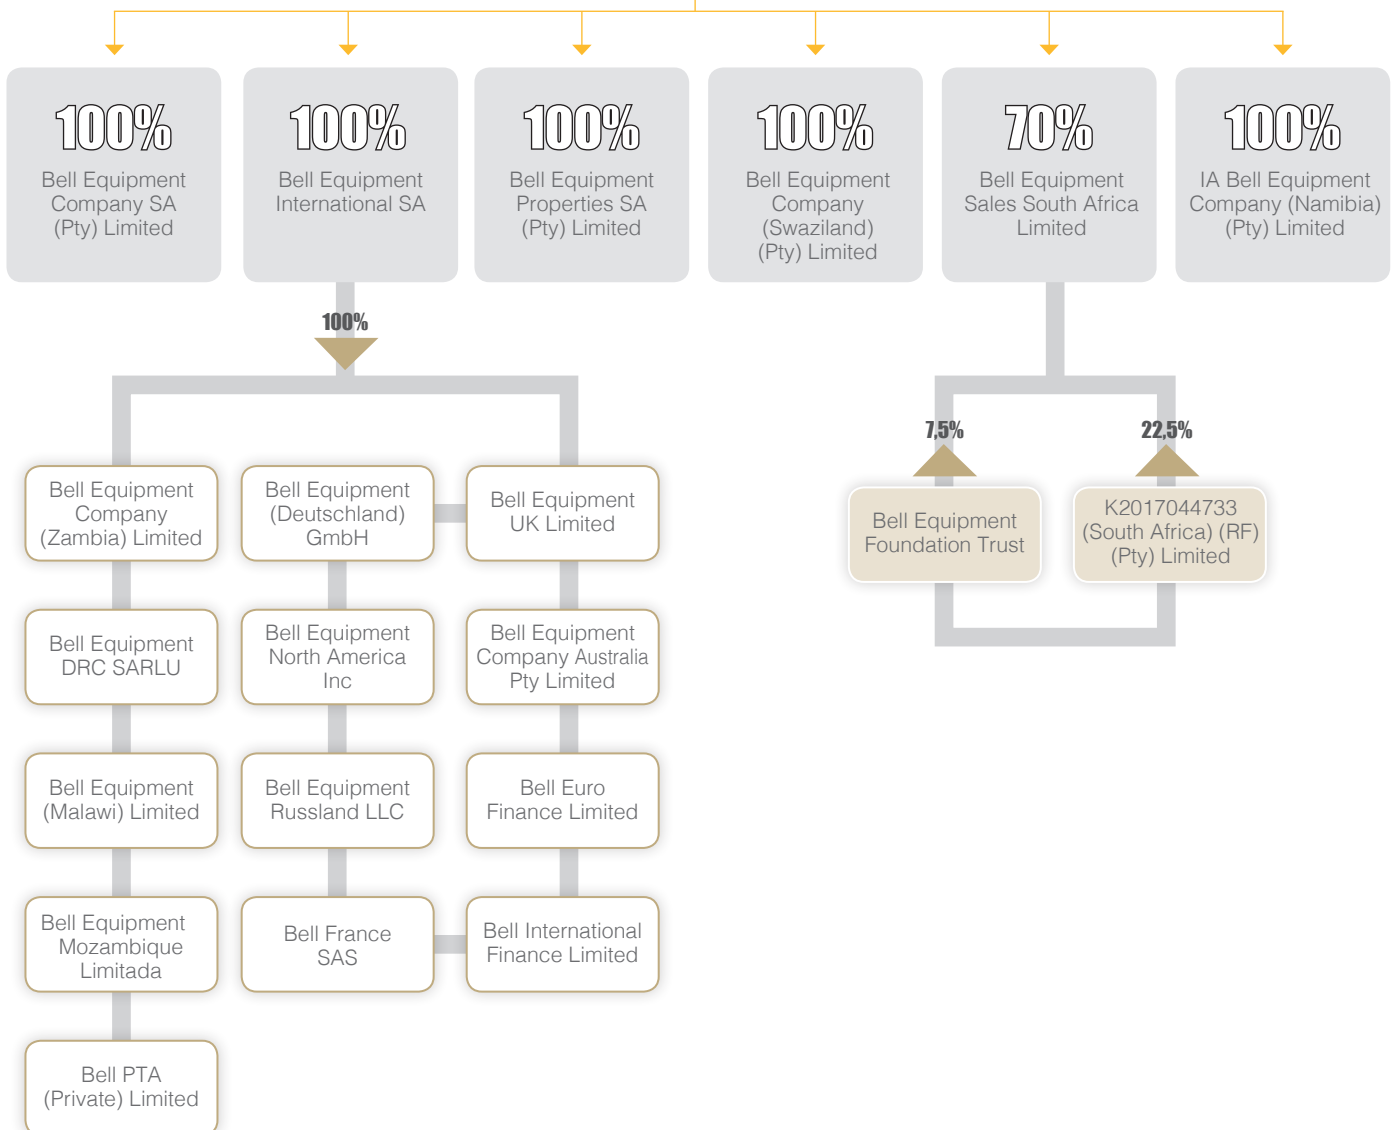 100%
Bell Equipment
Company SA
(Pty) Limited
100%
Bell Equipment
International SA
100%
Bell Equipment
Properties SA
(Pty) Limited
100%
Bell Equipment
Company
(Swaziland)
(Pty) Limited
70%
Bell Equipment
Sales South Africa
Limited
100%
IA Bell Equipment
Company (Namibia)
(Pty) Limited
100%
Bell Equipment
Company
(Zambia) Limited
Bell Equipment
(Deutschland)
GmbH
Bell Equipment
UK Limited
Bell Equipment
DRC SARLU
Bell Equipment
North America
Inc
Bell Equipment
Company Australia
Pty Limited
Bell Equipment
(Malawi) Limited
Bell Equipment
Russland LLC
Bell Euro
Finance Limited
Bell Equipment
Mozambique
Limitada
Bell France
SAS
Bell International
Finance Limited
Bell PTA
(Private) Limited
7,5%
22,5%
Bell Equipment
Foundation Trust
K2017044733
(South Africa) (RF)
(Pty) Limited